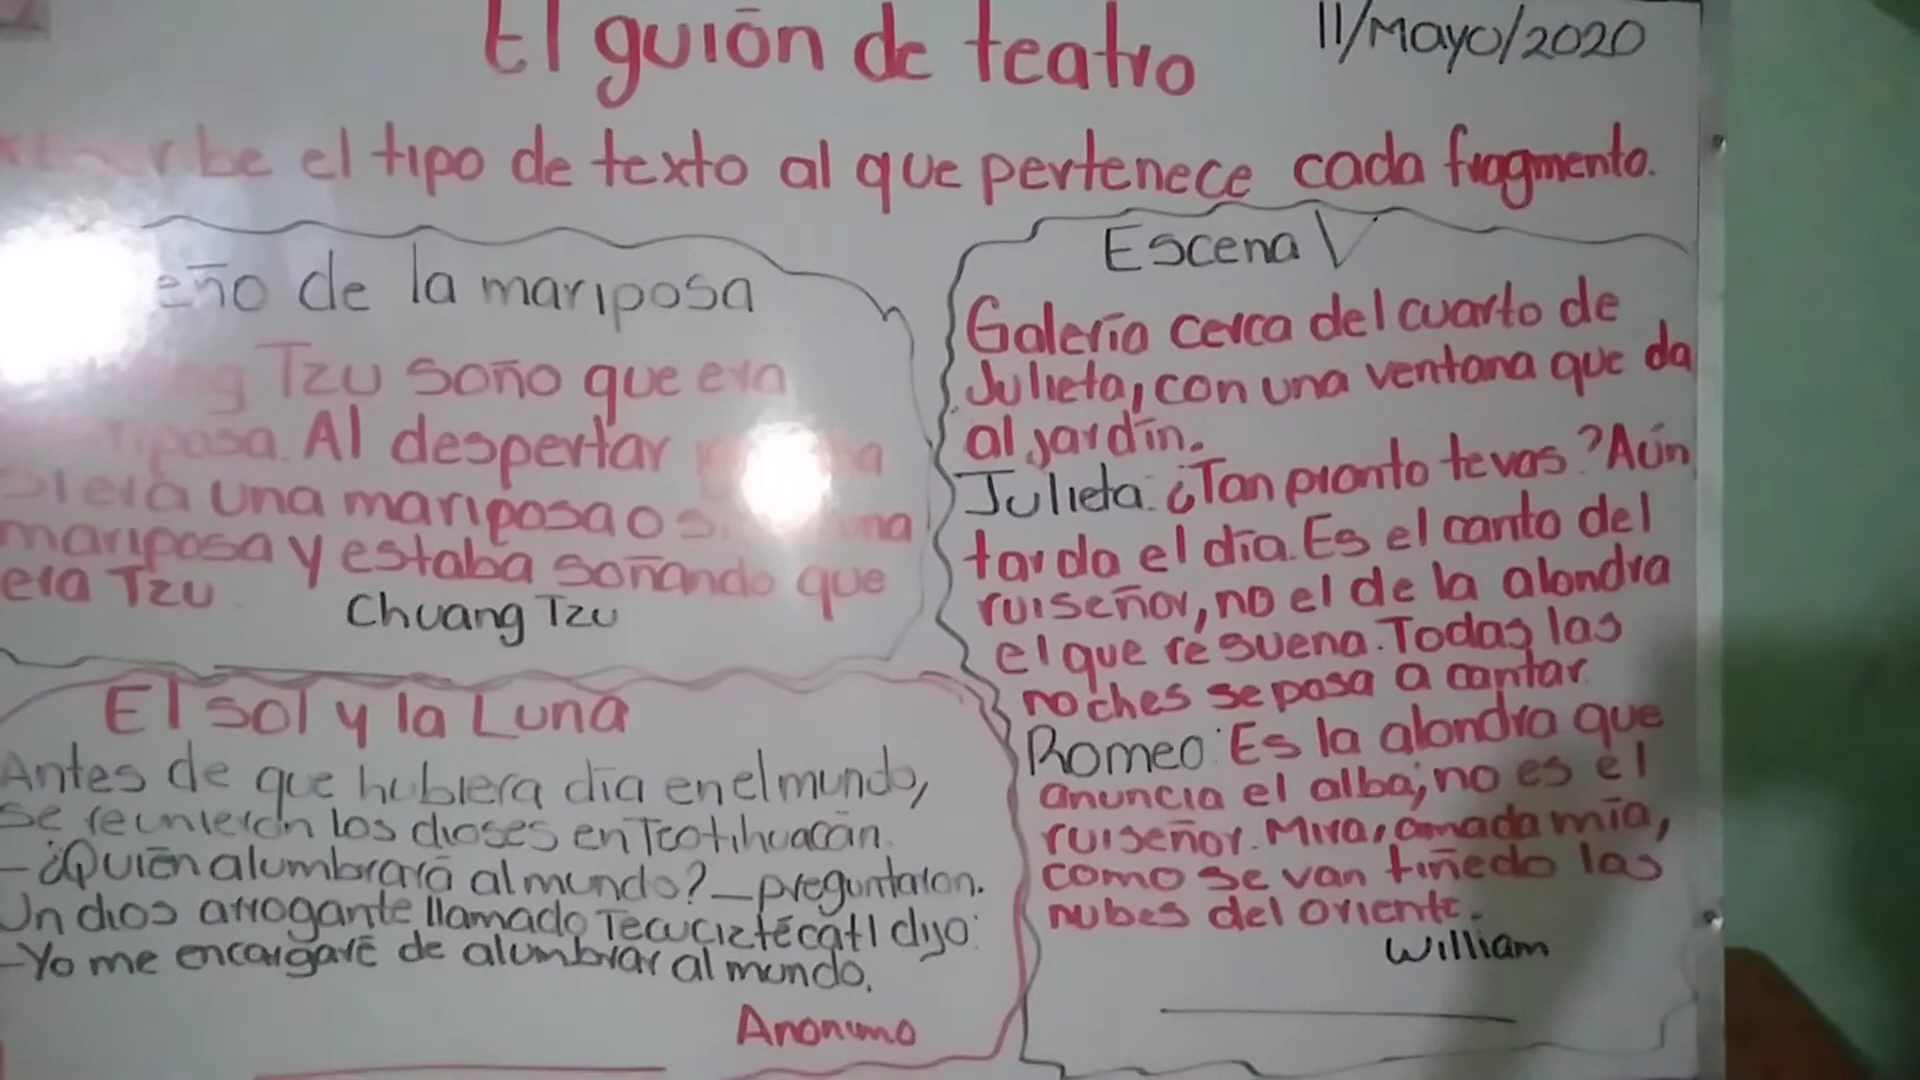 El guión de teatro
11/Mayo/2020
el tipo de texto al que pertenece cada fragmento.
de la mariposa
Tzu soño que era
Al despertar
una mariposa o
mariposa y estaba soñando que
era Tzu
Chuang Tzu
El sol y la Luna
Antes de que hubiera dia en el mundo,
se reunieron los dioses en Teotihuacán.
-¿Quién alumbrará al mundo? _ preguntaron.
Un dios arrogante llamado Tecuciztécatl dijo:
-Yo me encargaré de alumbrar al mundo.
Anonimo
Escena V
Galería cerca del cuarto de
Julieta, con una ventana que da
al jardín.
Julieta: ¿Tan pronto te vas? Aún
tarda el día. Es el canto del
ruiseñor, no el de la alondra
el que resuena. Todas las
noches se pasa a cantar
Romeo: Es la alondra que
anuncia el alba; no es el
ruiseñor. Mira, amada mía,
como se van tiñedo las
nubes del oriente.
William